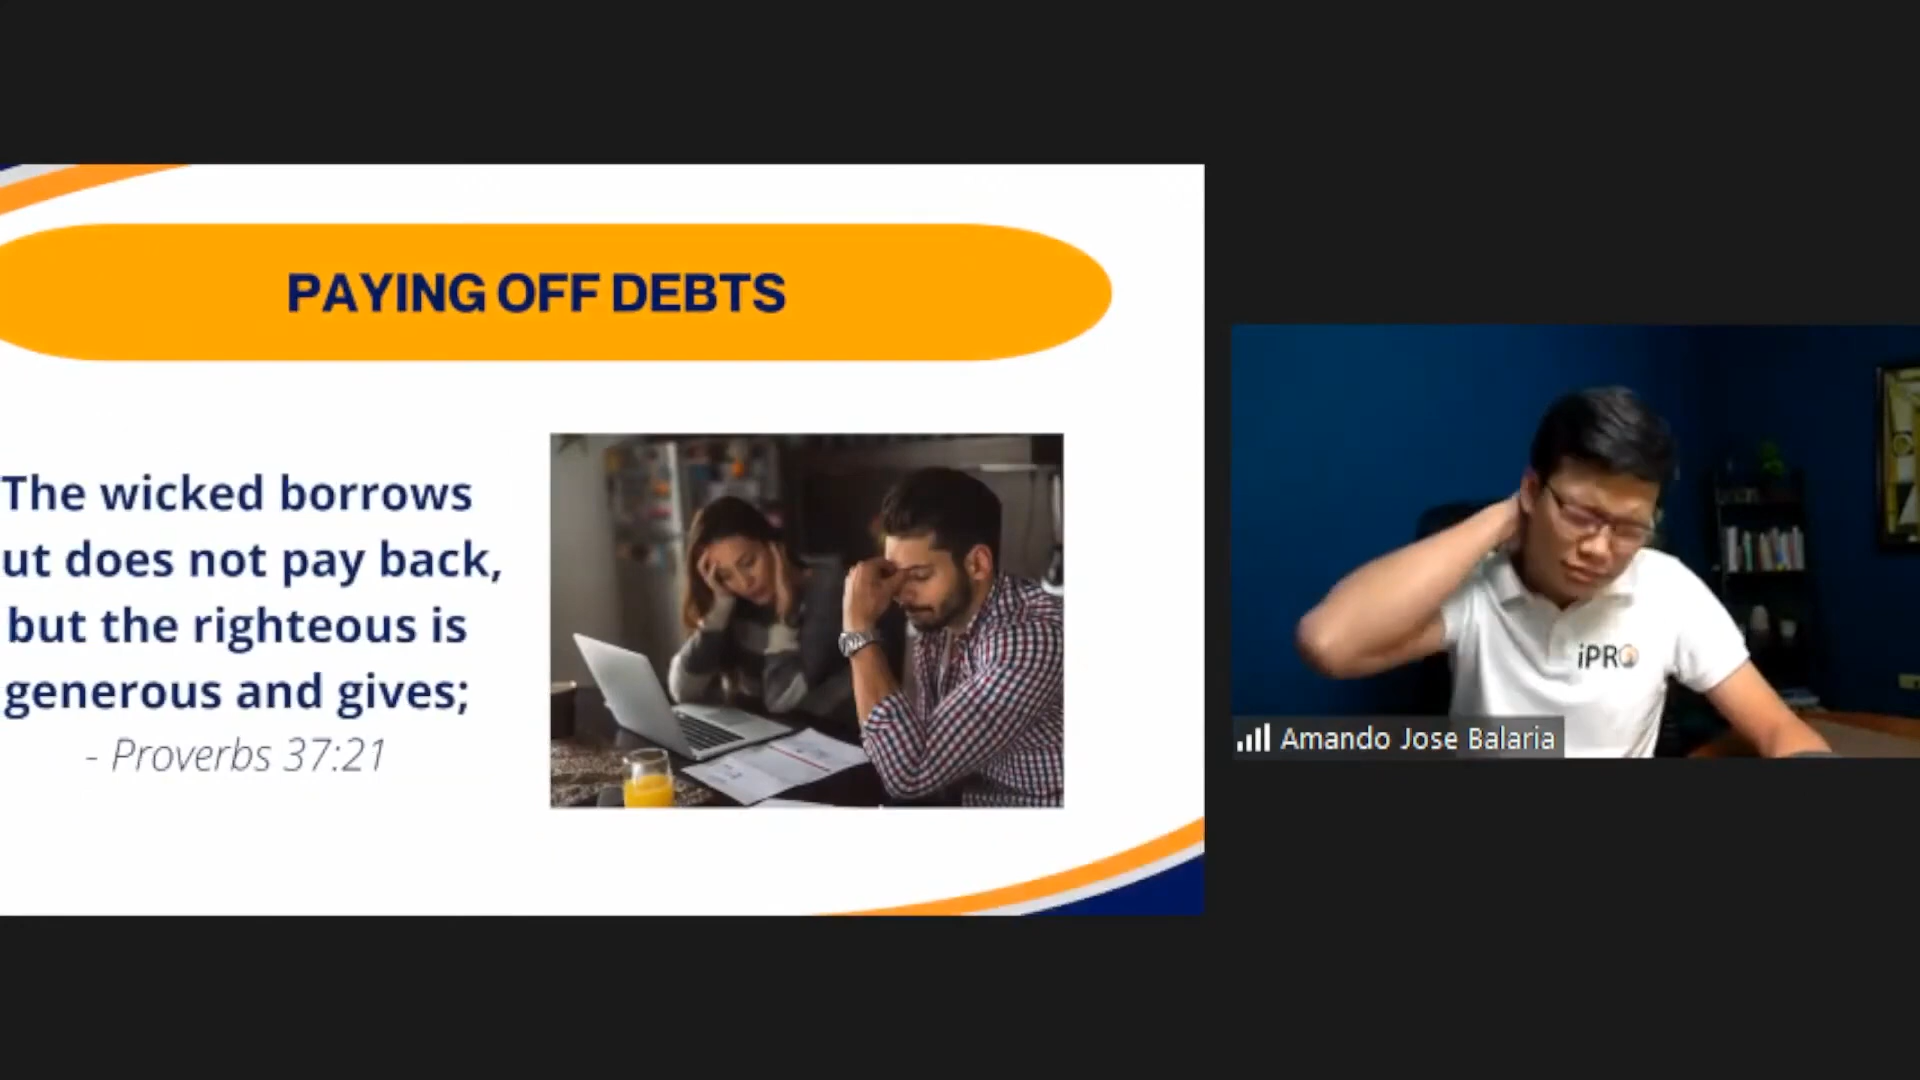 PAYING OFF DEBTS
The wicked borrows
ut does not pay back,
but the righteous is
generous and gives;
- Proverbs 37:21
iPRO
Amando Jose Balaria